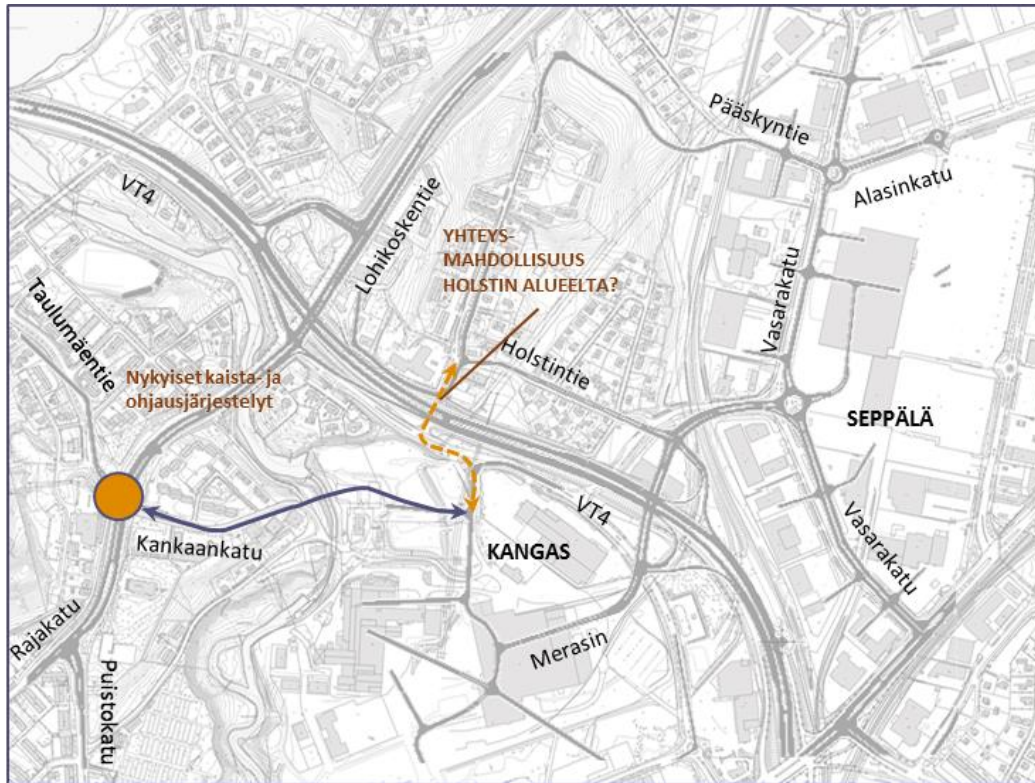 Pääskyntie
Alasinkatu
VT4
Lohikoskentie
YHTEYS-
MAHDOLLISUUS
HOLSTIN ALUEELTA?
Vasarakatu
Taulumäentie
Holstintie
Nykyiset kaista- ja
ohjausjärjestelyt
SEPPÄLÄ
VT4
Vasarakatu
Kankaankatu
KANGAS
Rajakatu
Merasin
Puistokatu